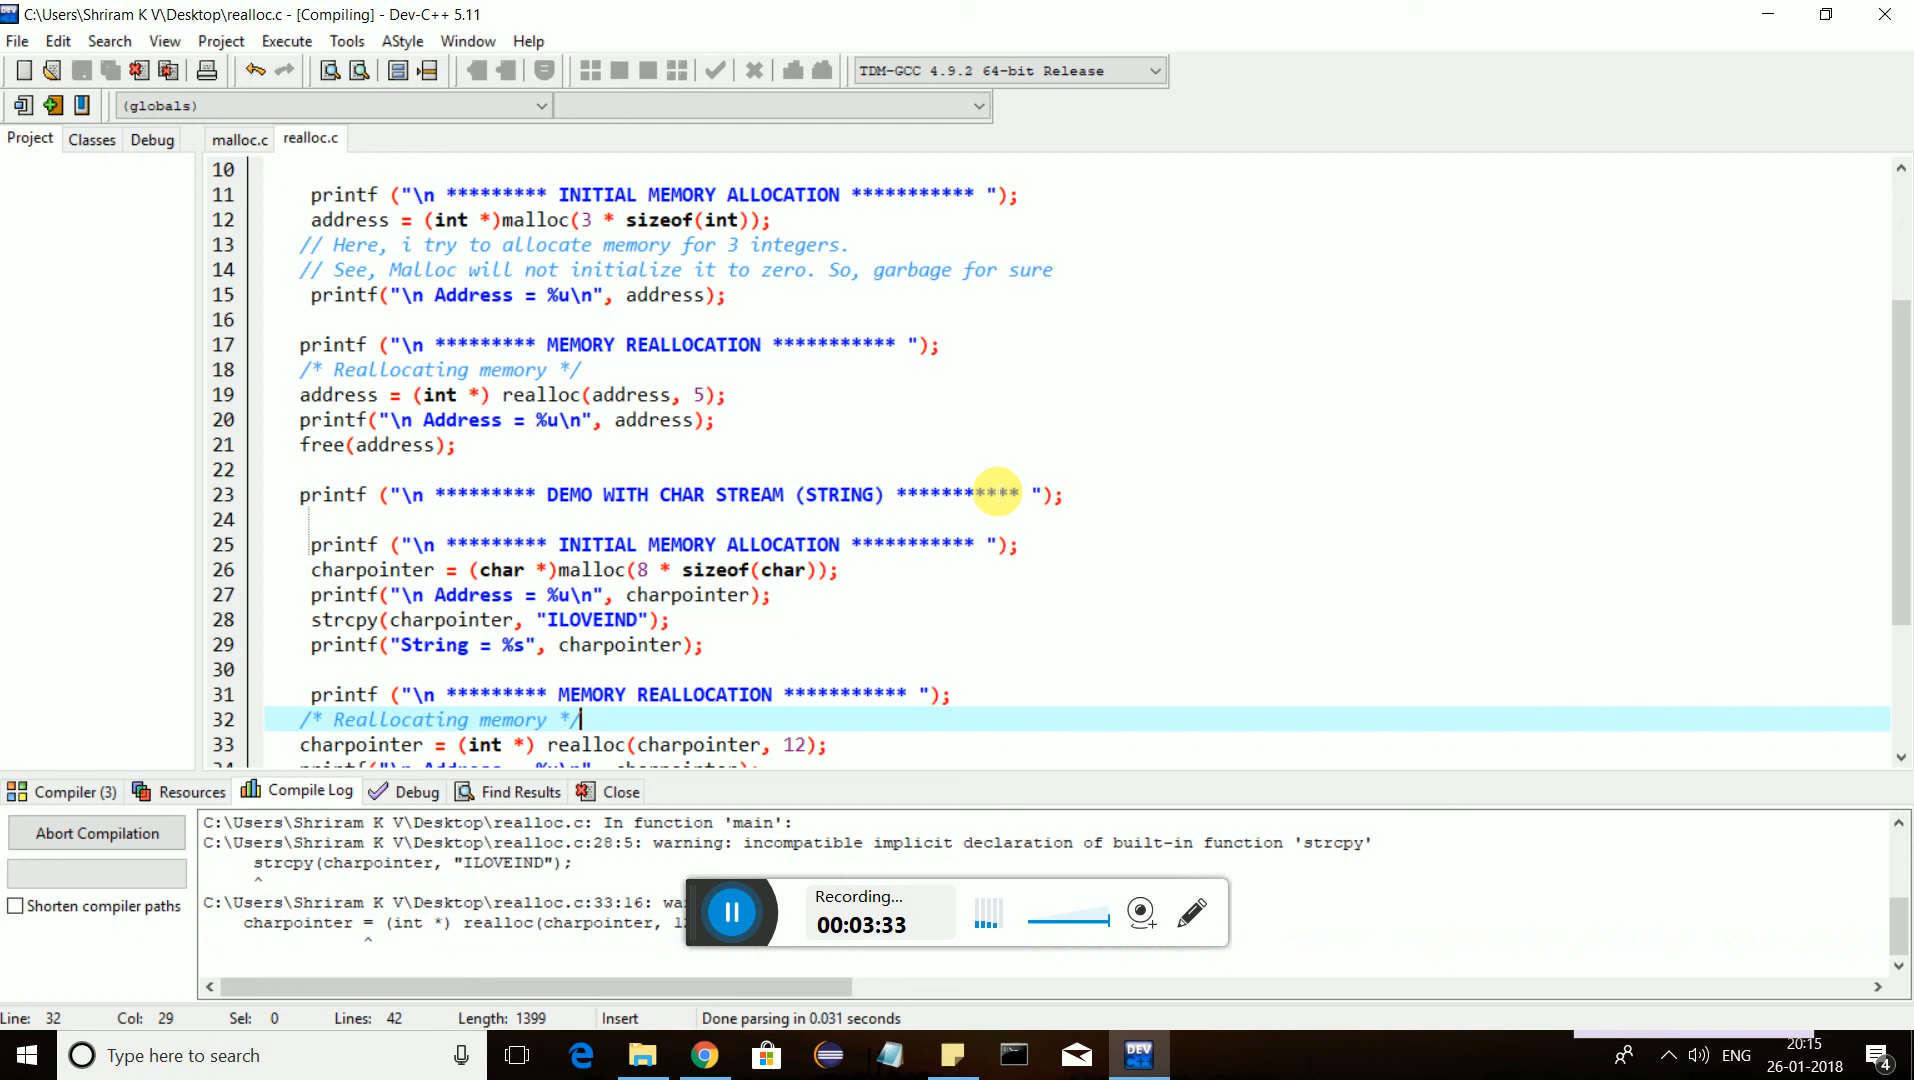 C:\Users\Shriram K V\Desktop\realloc.c - [Compiling] - Dev-C++ 5.11
File Edit Search View Project Execute Tools AStyle Window Help
TDM-GCC 4.9.2 64-bit Release
(globals)
Project Classes Debug malloc.c realloc.c
10
11 printf ("\n ********* INITIAL MEMORY ALLOCATION *********** ");
12 address = (int *)malloc(3 * sizeof(int));
13 // Here, i try to allocate memory for 3 integers.
14 // See, Malloc will not initialize it to zero. So, garbage for sure
15 printf("\n Address = %u\n", address);
16
17 printf ("\n ********* MEMORY REALLOCATION *********** ");
18 /* Reallocating memory */
19 address = (int *) realloc(address, 5);
20 printf("\n Address = %u\n", address);
21 free(address);
22
23 printf ("\n ********* DEMO WITH CHAR STREAM (STRING) *********** ");
24
25 printf ("\n ********* INITIAL MEMORY ALLOCATION *********** ");
26 charpointer = (char *)malloc(8 * sizeof(char));
27 printf("\n Address = %u\n", charpointer);
28 strcpy(charpointer, "ILOVEIND");
29 printf("String = %s", charpointer);
30
31 printf ("\n ********* MEMORY REALLOCATION *********** ");
32 /* Reallocating memory */
33 charpointer = (int *) realloc(charpointer, 12);
Compiler (3) Resources Compile Log Debug Find Results Close
Abort Compilation
Shorten compiler paths
C:\Users\Shriram K V\Desktop\realloc.c: In function 'main':
C:\Users\Shriram K V\Desktop\realloc.c:28:5: warning: incompatible implicit declaration of built-in function 'strcpy'
strcpy(charpointer, "ILOVEIND");
^
C:\Users\Shriram K V\Desktop\realloc.c:33:16:
charpointer = (int *) realloc(charpointer,
^
Recording...
00:03:33
Line: 32 Col: 29 Sel: 0 Lines: 42 Length: 1399 Insert Done parsing in 0.031 seconds
Type here to search
DEV
C++
ENG
20:15
26-01-2018
4